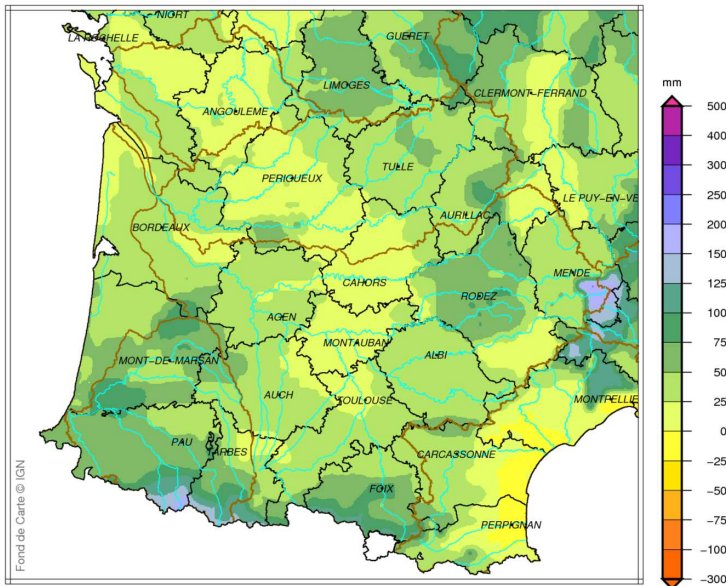 NIORT
LA ROCHELLE
GUERET
LIMOGES
CLERMONT-FERRAND
ANGOULEME
TULLE
PERIGUEUX
LE PUY-EN-VE
AURILLAC
BORDEAUX
MENDE
CAHORS
RODEZ
AGEN
MONTAUBAN
MONT-DE-MARSAN
ALBI
AUCH
TOULOUSE
MONTPELLIE
PAU
TARBES
CARCASSONNE
FOIX
PERPIGNAN
Fond de Carte © IGN
mm
500
400
300
250
200
150
125
100
75
50
25
0
-25
-50
-75
-100
-300